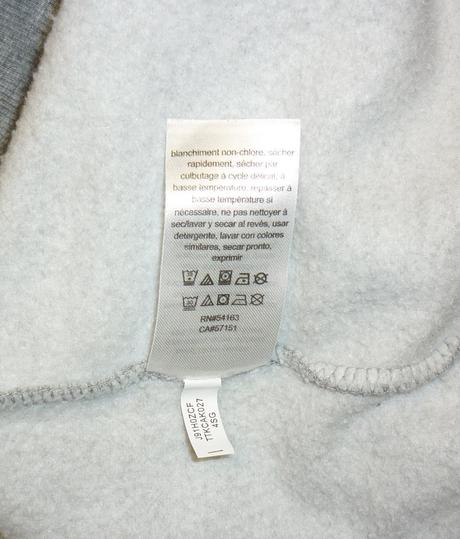 blanchiment non-chlore, sécher
rapidement, sécher par
culbutage à cycle délicat, à
basse température, repasser à
basse température si
nécessaire, ne pas nettoyer à
sec/lavar y secar al revés, usar
detergente, lavar con colores
similares, secar pronto,
exprimir
RN#54163
CA#57151
J91H0ZCF
TTKCAK027
4SG